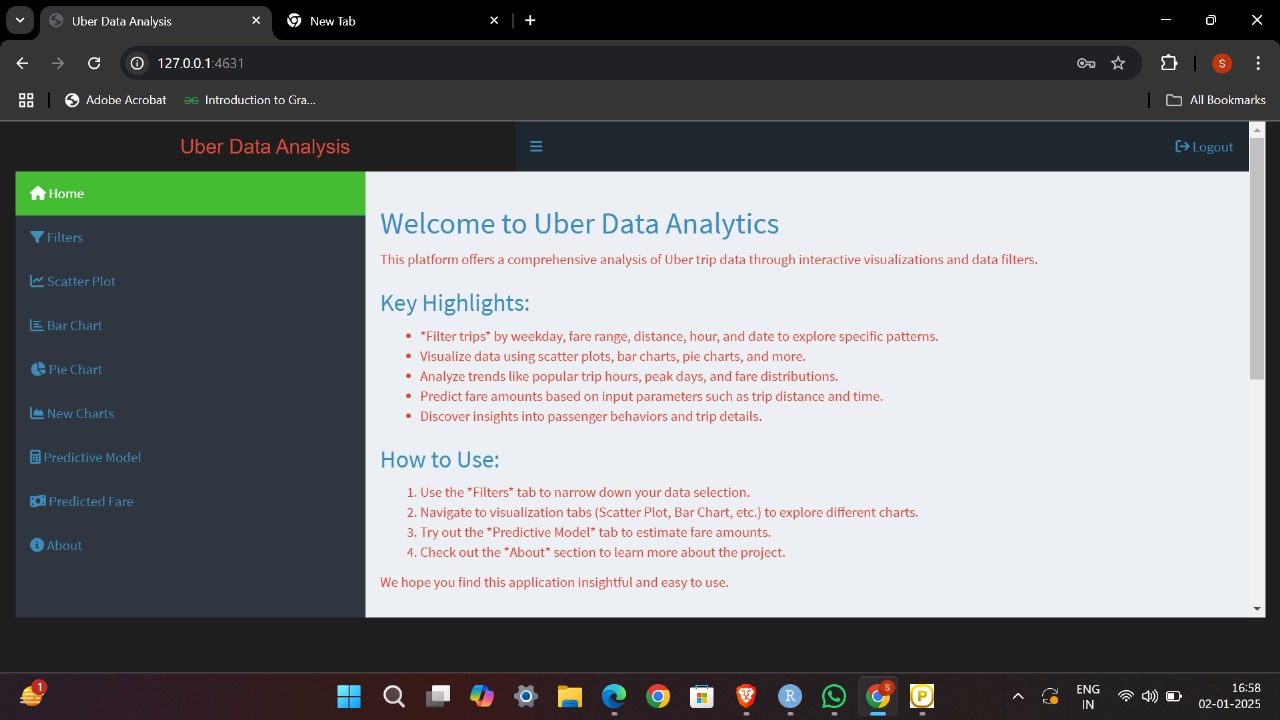 Uber Data Analysis
New Tab
127.0.0.1:4631
S
Adobe Acrobat
Introduction to Gra...
All Bookmarks
Uber Data Analysis
Logout
Home
Filters
Scatter Plot
Bar Chart
Pie Chart
New Charts
Predictive Model
Predicted Fare
About
Welcome to Uber Data Analytics
This platform offers a comprehensive analysis of Uber trip data through interactive visualizations and data filters.
Key Highlights:
• *Filter trips* by weekday, fare range, distance, hour, and date to explore specific patterns.
• Visualize data using scatter plots, bar charts, pie charts, and more.
• Analyze trends like popular trip hours, peak days, and fare distributions.
• Predict fare amounts based on input parameters such as trip distance and time.
• Discover insights into passenger behaviors and trip details.
How to Use:
1. Use the *Filters* tab to narrow down your data selection.
2. Navigate to visualization tabs (Scatter Plot, Bar Chart, etc.) to explore different charts.
3. Try out the *Predictive Model* tab to estimate fare amounts.
4. Check out the *About* section to learn more about the project.
We hope you find this application insightful and easy to use.
1
R
S
P
ENG
IN
16:58
02-01-2025